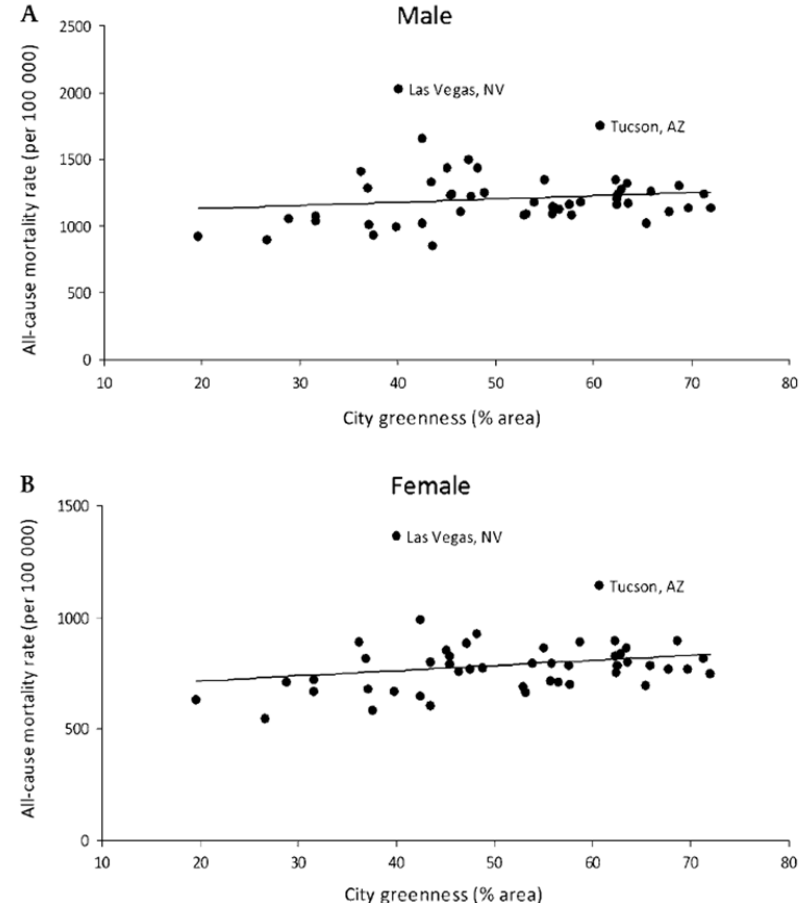 A
Male
All-cause mortality rate (per 100 000)
2500
2000
1500
1000
500
0
Las Vegas, NV
Tucson, AZ
10 20 30 40 50 60 70 80
City greenness (% area)
B
Female
All-cause mortality rate (per 100 000)
1500
1000
500
0
Las Vegas, NV
Tucson, AZ
10 20 30 40 50 60 70 80
City greenness (% area)